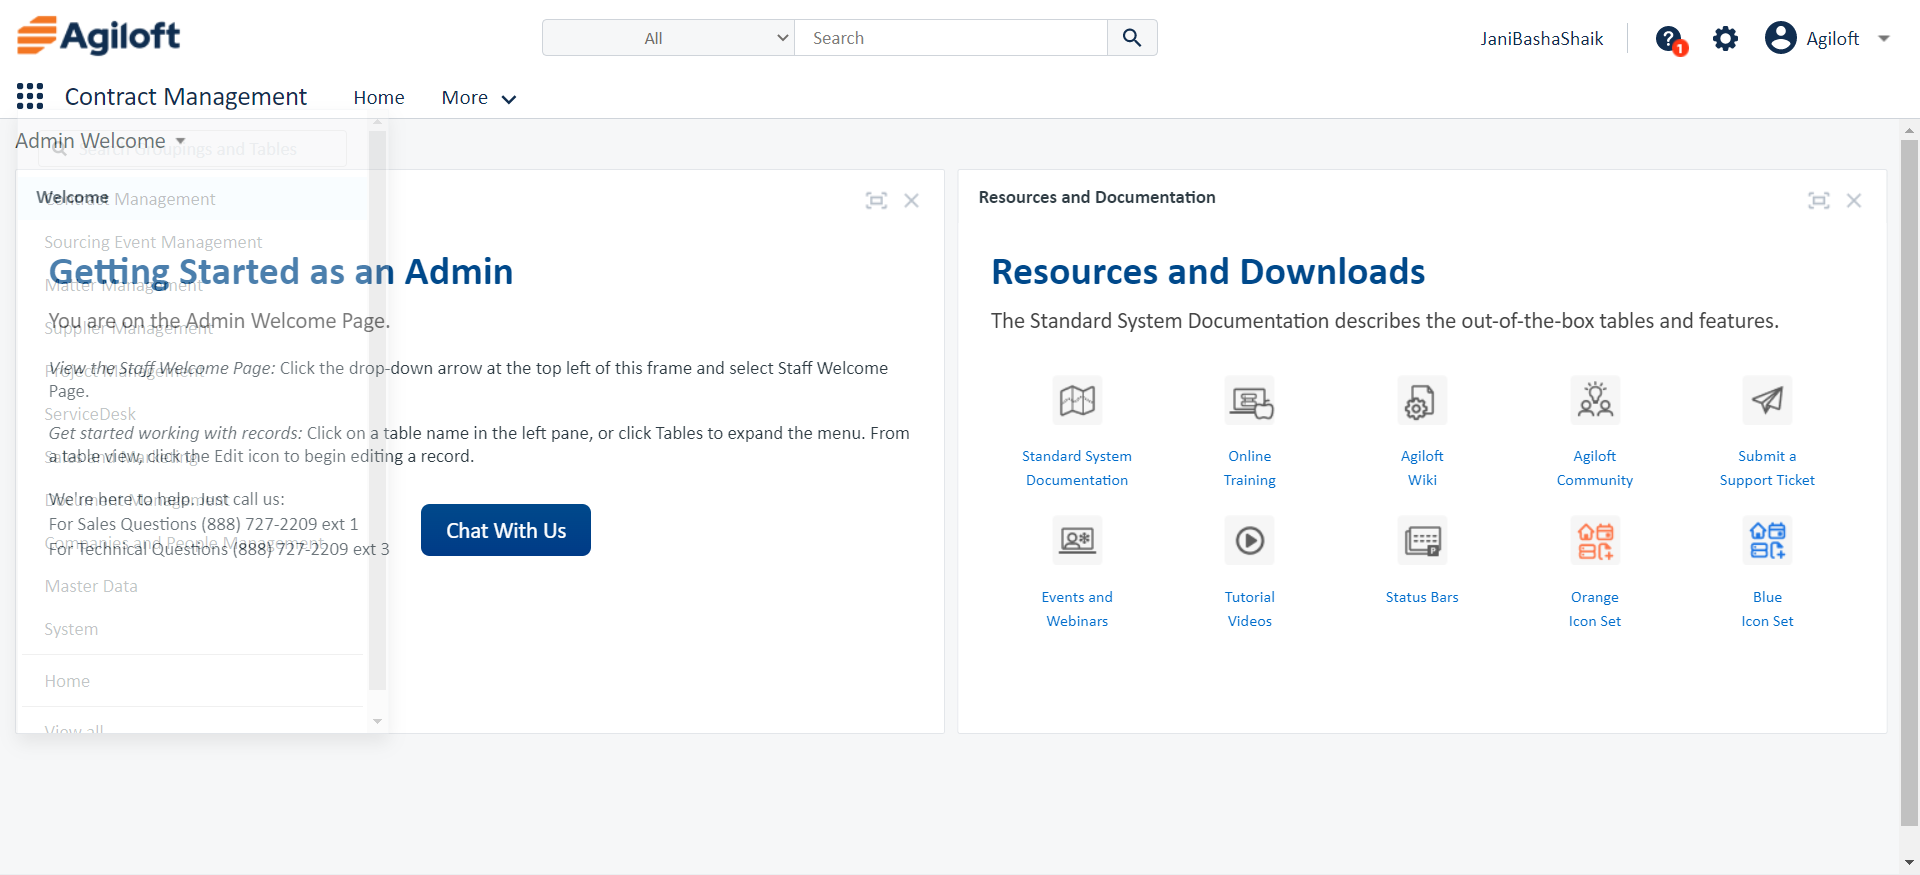 Agiloft
All
Search
JaniBashaShaik
1
Agiloft
Contract Management
Home
More
Admin Welcome
Search Groupings and Tables
Welcome
Contract Management
Sourcing Event Management
Getting Started as an Admin
Matter Management
You are on the Admin Welcome Page.
Supplier Management
View the Staff Welcome Page: Click the drop-down arrow at the top left of this frame and select Staff Welcome
Page.
Project Management
ServiceDesk
Get started working with records: Click on a table name in the left pane, or click Tables to expand the menu. From
a table view, click the Edit icon to begin editing a record.
Sales and Marketing
We're here to help. Just call us:
Document Management
For Sales Questions (888) 727-2209 ext 1
For Technical Questions (888) 727-2209 ext 3
Companies and People Management
Chat With Us
Master Data
System
Home
View all
Resources and Documentation
Resources and Downloads
The Standard System Documentation describes the out-of-the-box tables and features.
Standard System
Documentation
Online
Training
Agiloft
Wiki
Agiloft
Community
Submit a
Support Ticket
Events and
Webinars
Tutorial
Videos
Status Bars
Orange
Icon Set
Blue
Icon Set